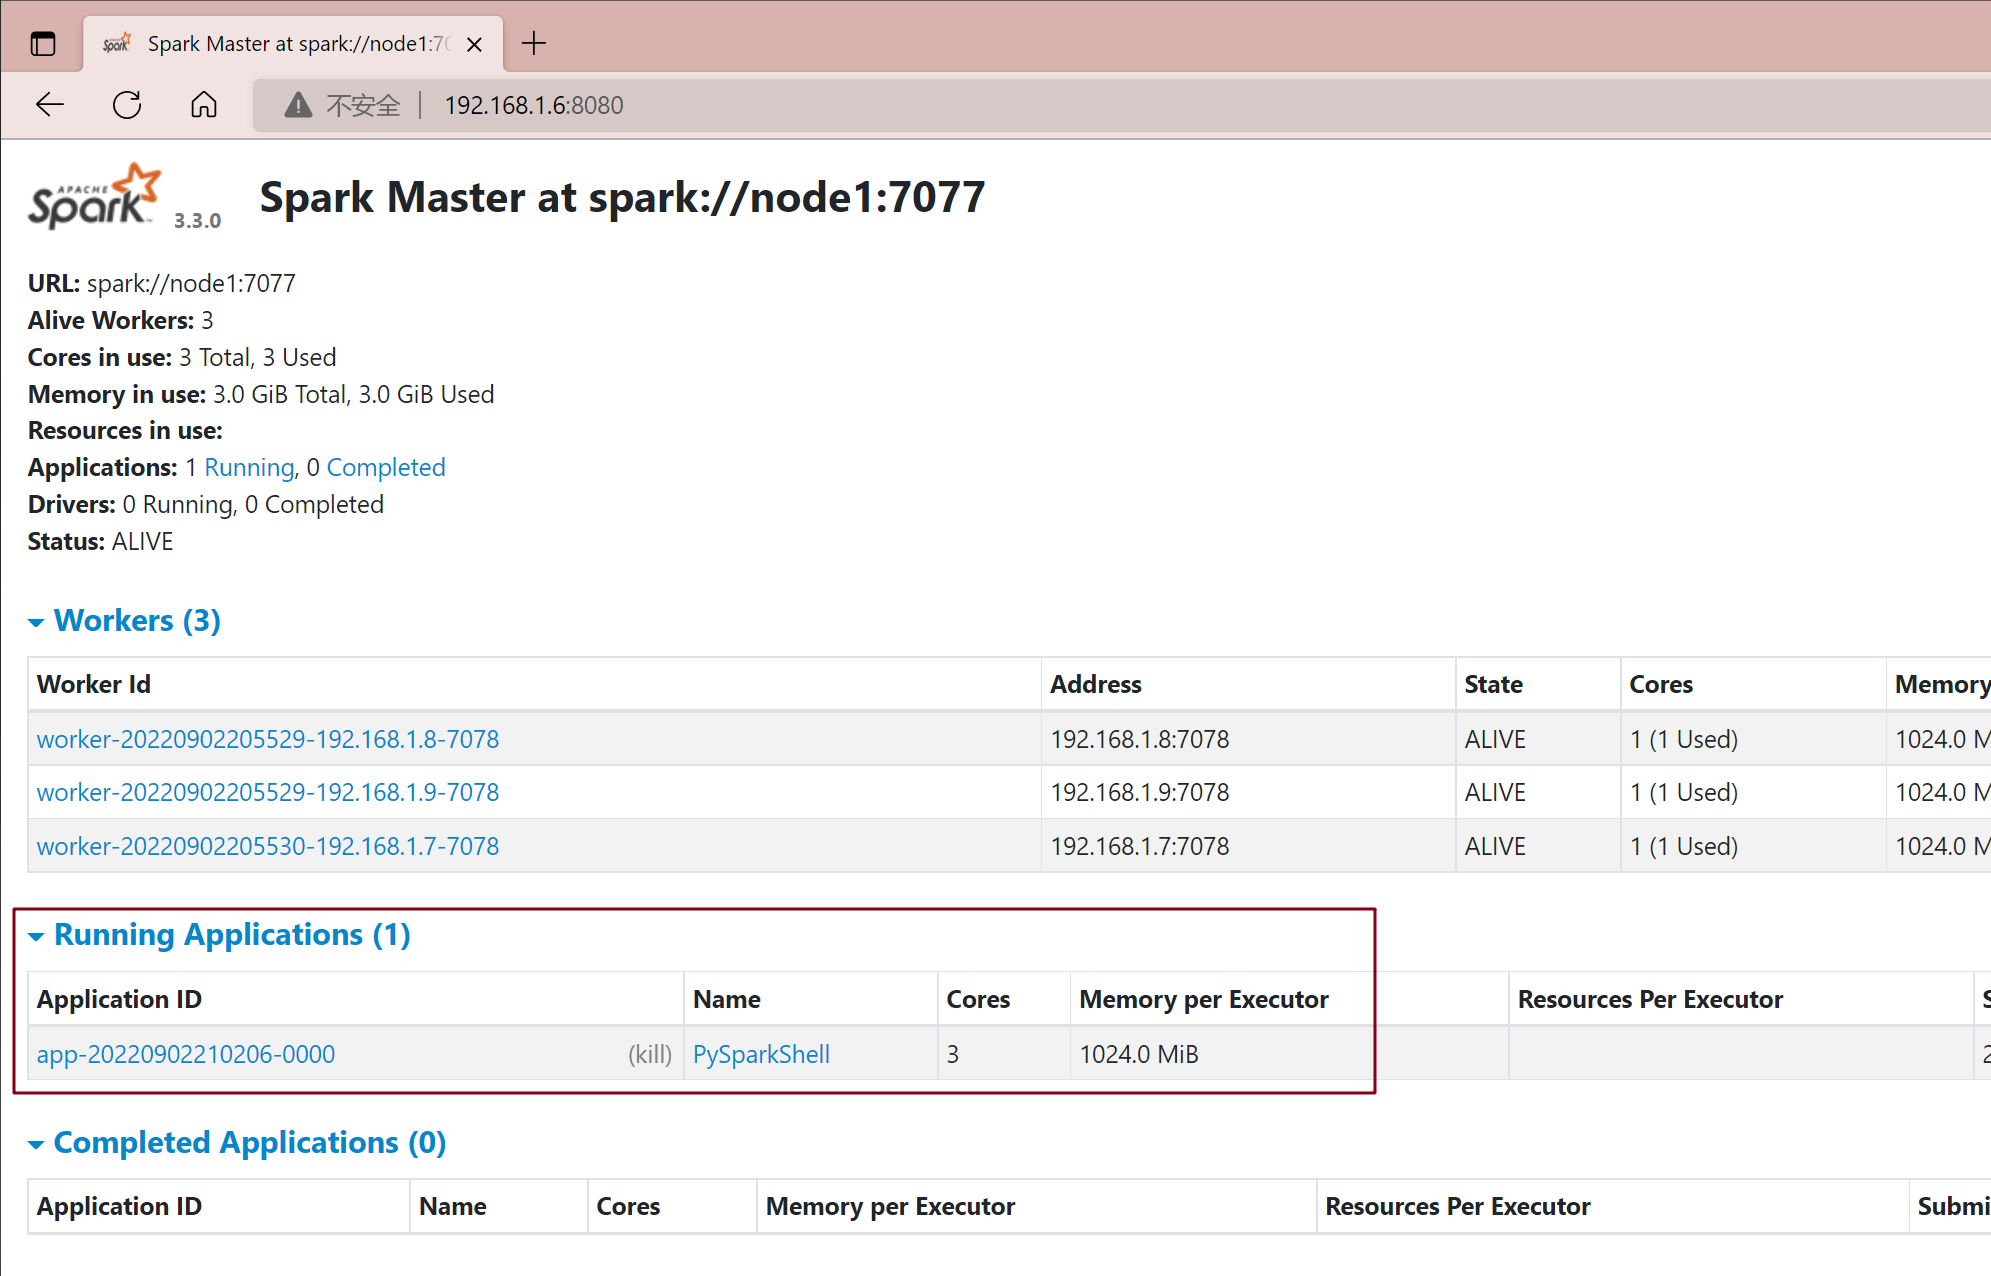 Spark Master at spark://node1:70
不安全 192.168.1.6:8080
APACHE
Spark 3.3.0
Spark Master at spark://node1:7077
URL: spark://node1:7077
Alive Workers: 3
Cores in use: 3 Total, 3 Used
Memory in use: 3.0 GiB Total, 3.0 GiB Used
Resources in use:
Applications: 1 Running, 0 Completed
Drivers: 0 Running, 0 Completed
Status: ALIVE
Workers (3)
Worker Id Address State Cores Memory
worker-20220902205529-192.168.1.8-7078 192.168.1.8:7078 ALIVE 1 (1 Used) 1024.0 M
worker-20220902205529-192.168.1.9-7078 192.168.1.9:7078 ALIVE 1 (1 Used) 1024.0 M
worker-20220902205530-192.168.1.7-7078 192.168.1.7:7078 ALIVE 1 (1 Used) 1024.0 M
Running Applications (1)
Application ID Name Cores Memory per Executor Resources Per Executor S
app-20220902210206-0000 (kill) PySparkShell 3 1024.0 MiB 2
Completed Applications (0)
Application ID Name Cores Memory per Executor Resources Per Executor Submi